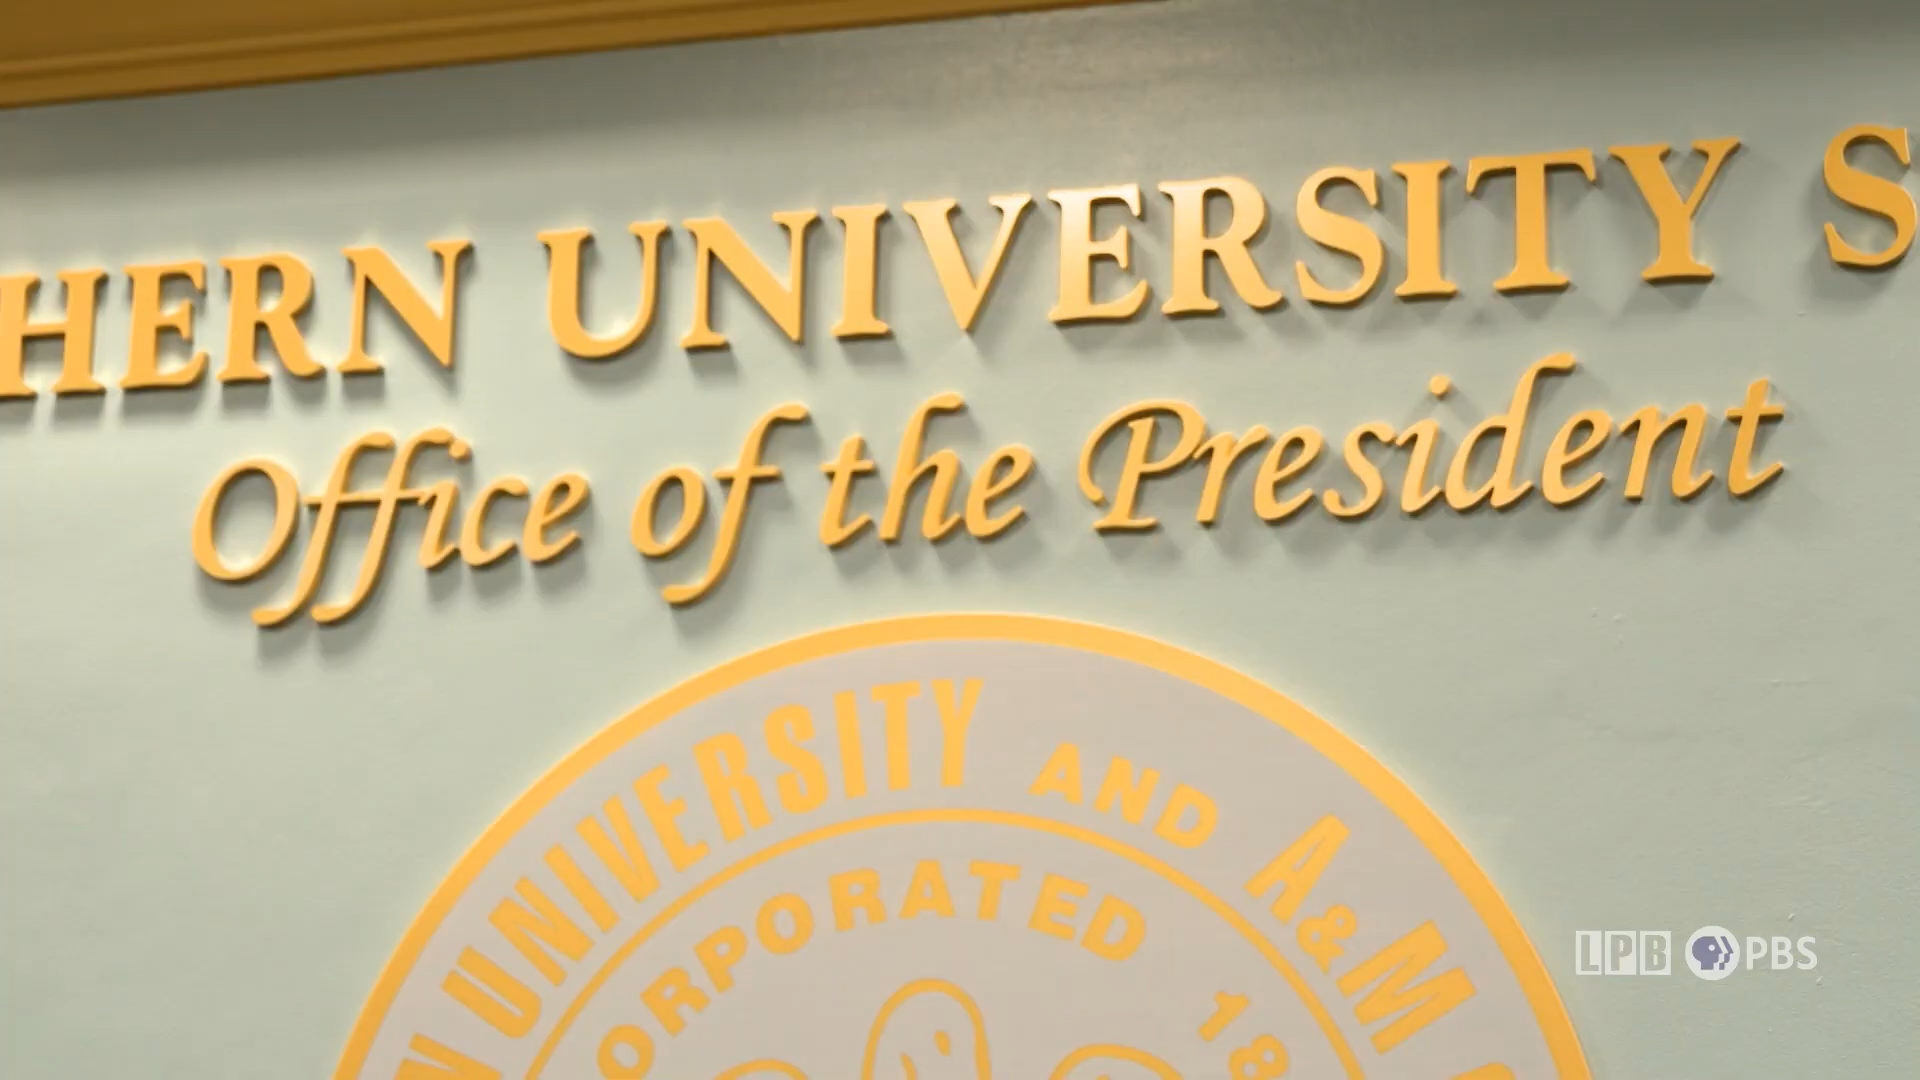 HERN UNIVERSITY S
Office of the President
N UNIVERSITY AND A&M
ORPORATED 18
LPB PBS